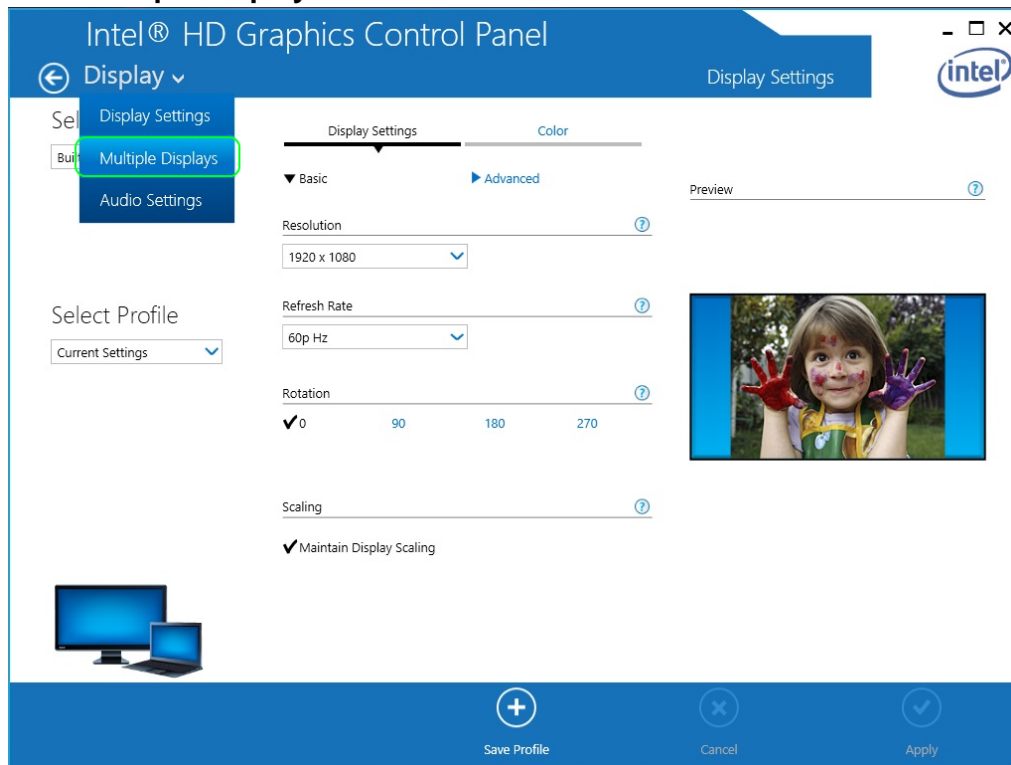 Intel® HD Graphics Control Panel
Display
Display Settings
intel
Display Settings
Multiple Displays
Audio Settings
Sel
Buil
Select Profile
Current Settings
Display Settings
Color
Basic
Advanced
Resolution
?
1920 x 1080
Refresh Rate
?
60p Hz
Rotation
?
0 90 180 270
Scaling
?
Maintain Display Scaling
Preview
?
Save Profile
Cancel
Apply